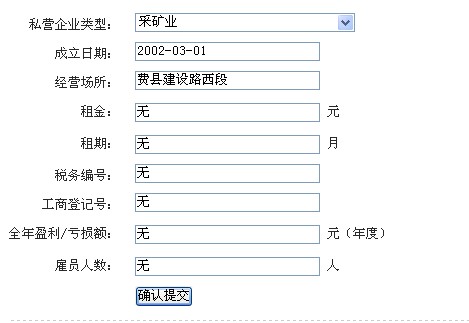 私营企业类型： 采矿业
成立日期： 2002-03-01
经营场所： 费县建设路西段
租金： 无 元
租期： 无 月
税务编号： 无
工商登记号： 无
全年盈利/亏损额： 无 元（年度）
雇员人数： 无 人
确认提交